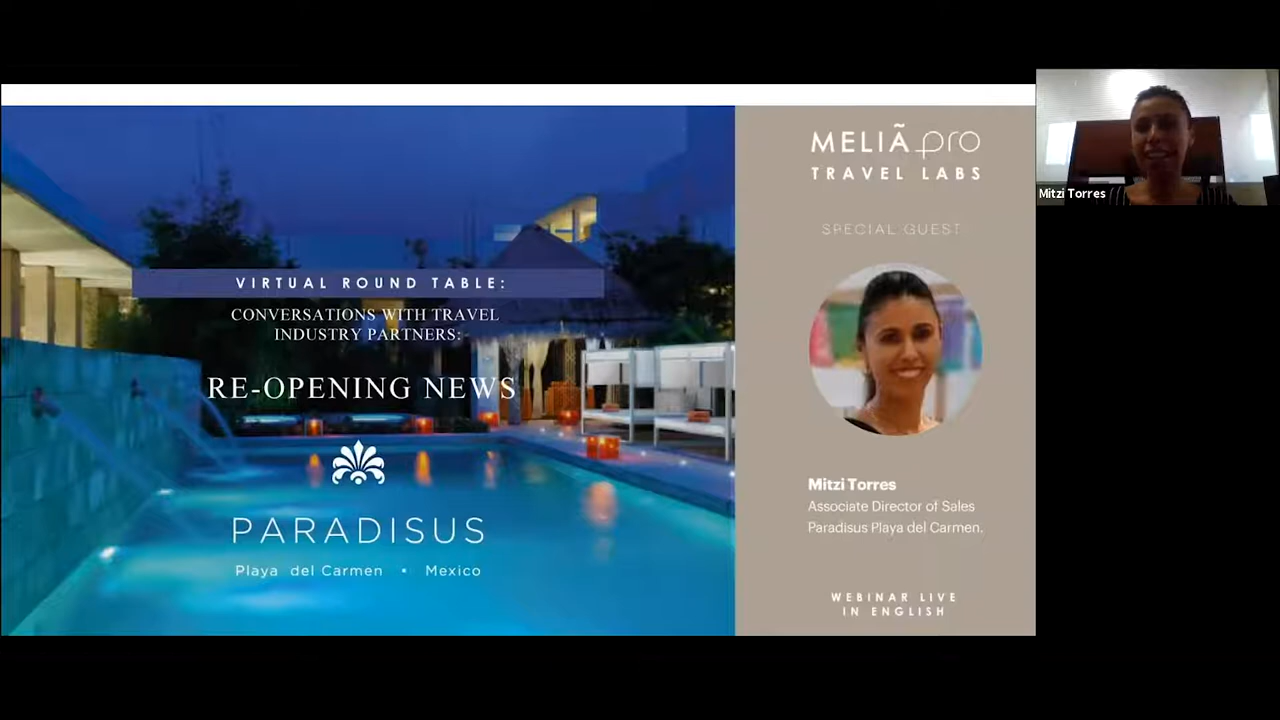 VIRTUAL ROUND TABLE:
CONVERSATIONS WITH TRAVEL
INDUSTRY PARTNERS:
RE-OPENING NEWS
PARADISUS
Playa del Carmen • Mexico
MELIÃ pro
TRAVEL LABS
SPECIAL GUEST
Mitzi Torres
Associate Director of Sales
Paradisus Playa del Carmen.
WEBINAR LIVE
IN ENGLISH
Mitzi Torres